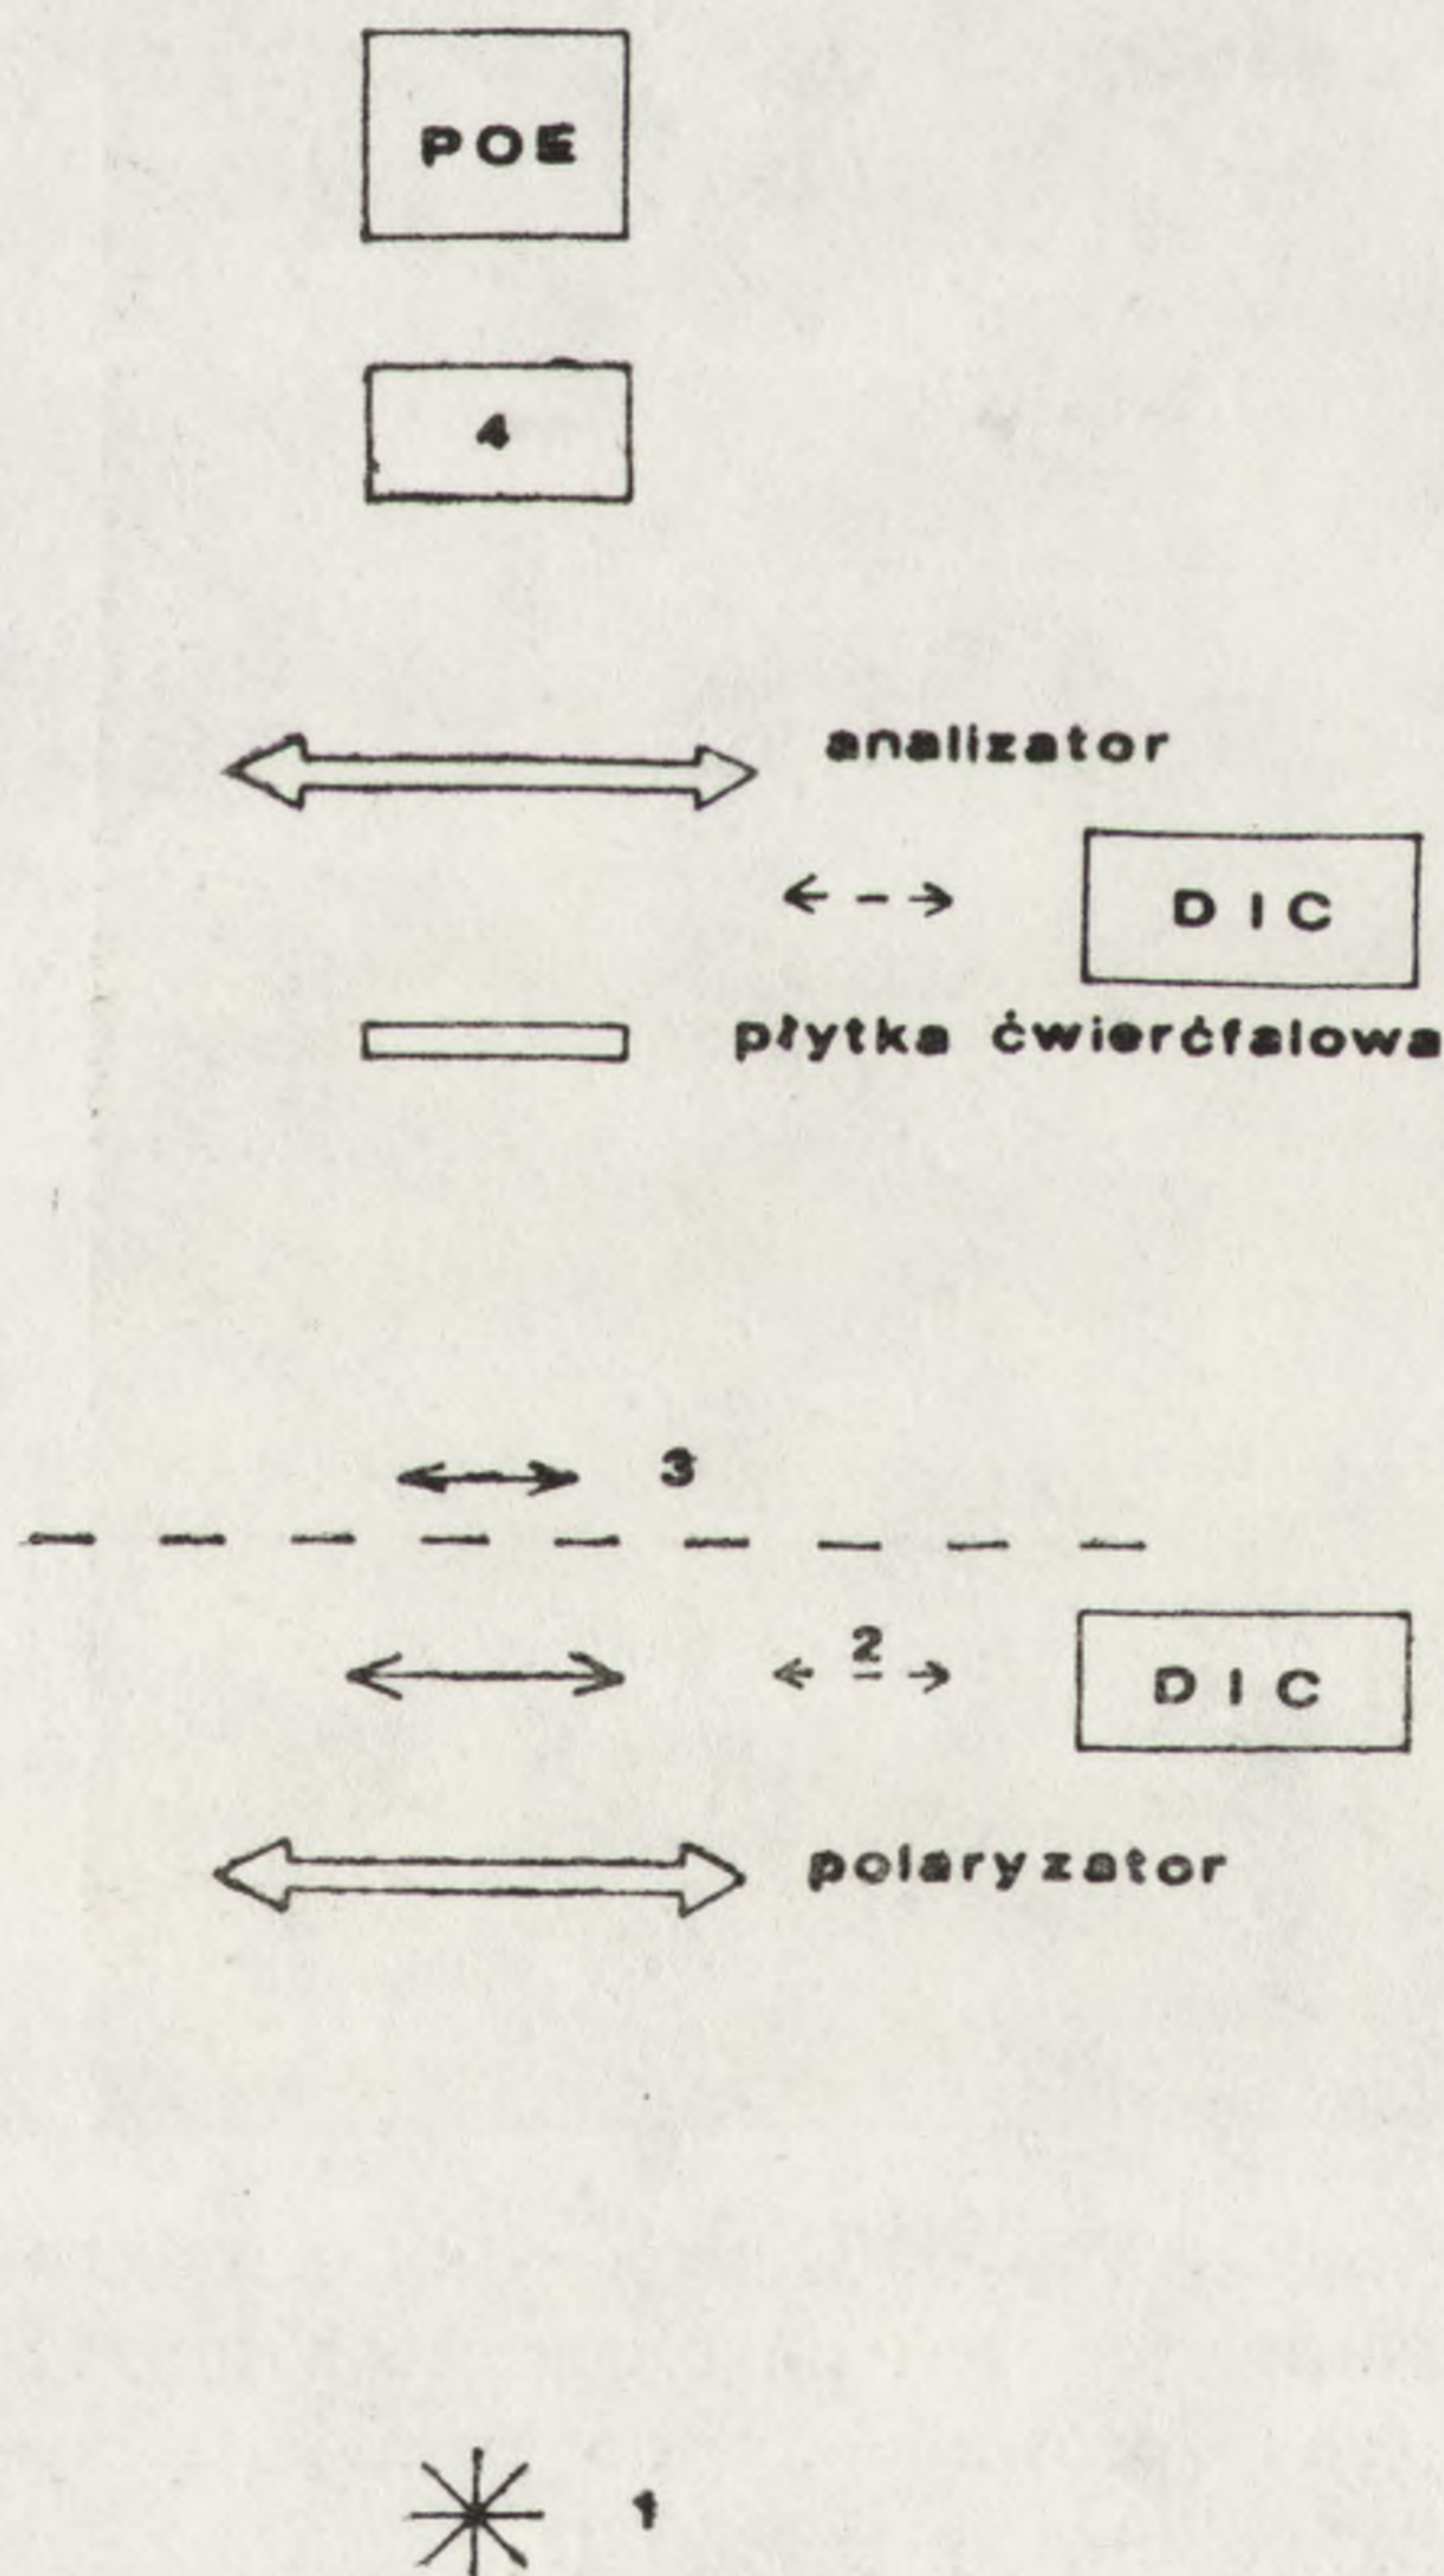 POE
4
analizator
DIC
płytka ćwierćfalowa
3
2
DIC
polaryzator
1